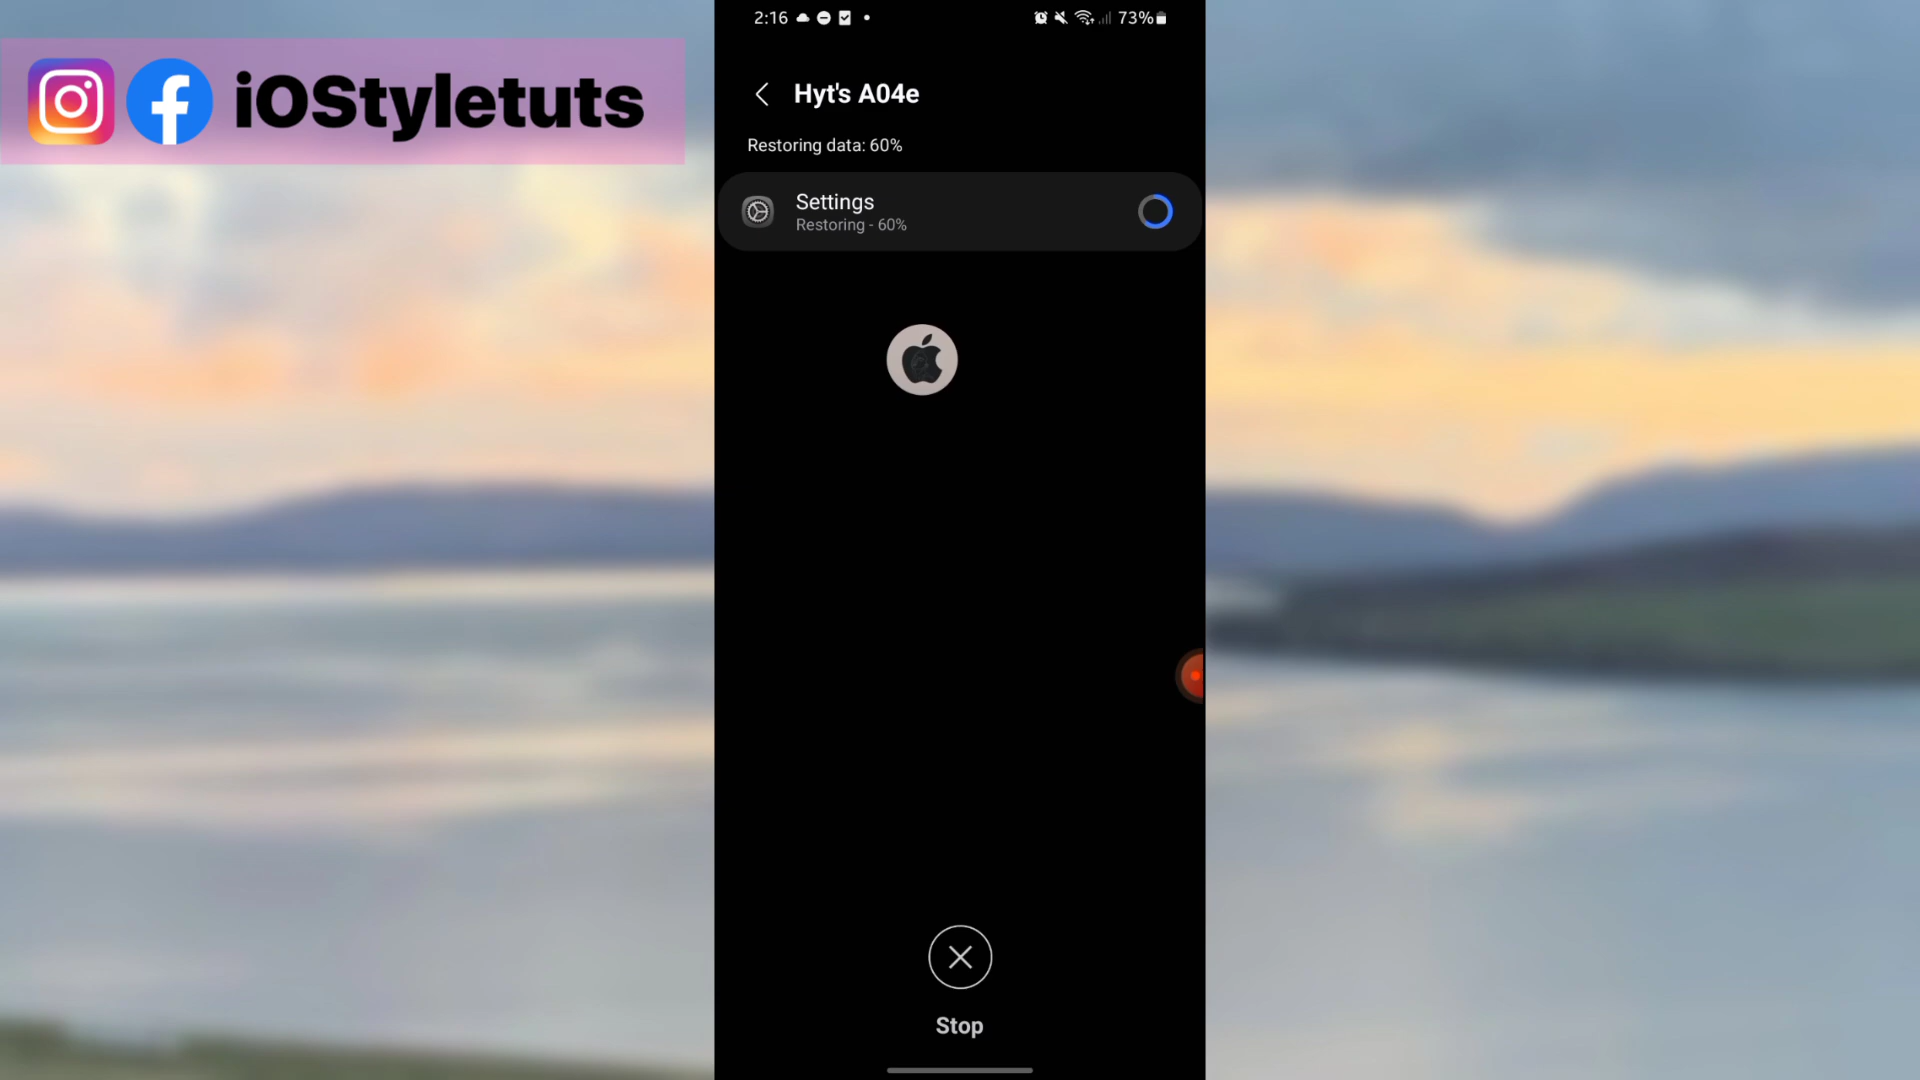 iOStyletuts
2:16
73%
Hyt's A04e
Restoring data: 60%
Settings
Restoring - 60%
Stop